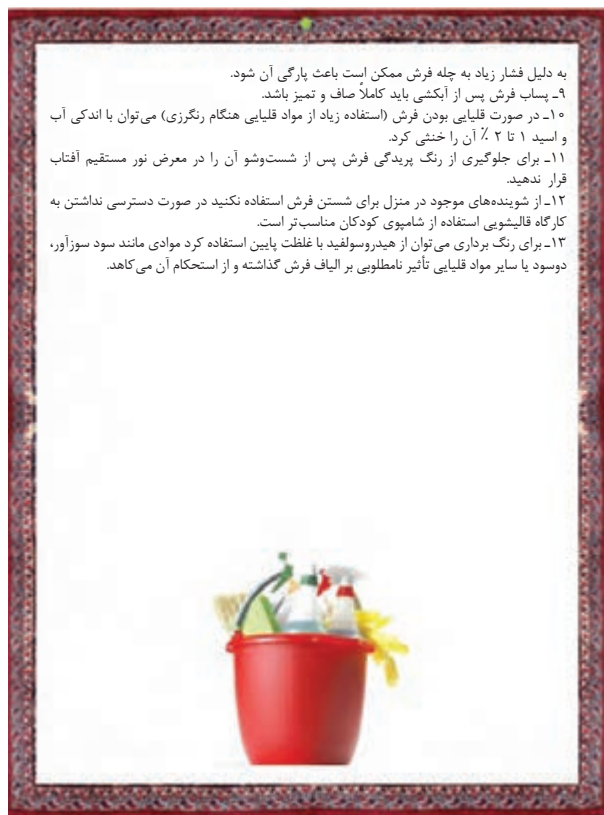 به دلیل فشار زیاد به چله فرش ممکن است باعث پارگی آن شود.
۹ـ پساب فرش پس از آبکشی باید کاملاً صاف و تمیز باشد.
۱۰ـ در صورت قلیایی بودن فرش (استفاده زیاد از مواد قلیایی هنگام رنگرزی) می‌توان با اندکی آب
و اسید ۱ تا ۲ ٪ آن را خنثی کرد.
۱۱ـ برای جلوگیری از رنگ پریدگی فرش پس از شست‌وشو آن را در معرض نور مستقیم آفتاب
قرار ندهید.
۱۲ـ از شوینده‌های موجود در منزل برای شستن فرش استفاده نکنید در صورت دسترسی نداشتن به
کارگاه قالیشویی استفاده از شامپوی کودکان مناسب‌تر است.
۱۳ـ برای رنگ برداری می‌توان از هیدروسولفید با غلظت پایین استفاده کرد موادی مانند سود سوزآور،
دوسود یا سایر مواد قلیایی تأثیر نامطلوبی بر الیاف فرش گذاشته و از استحکام آن می‌کاهد.